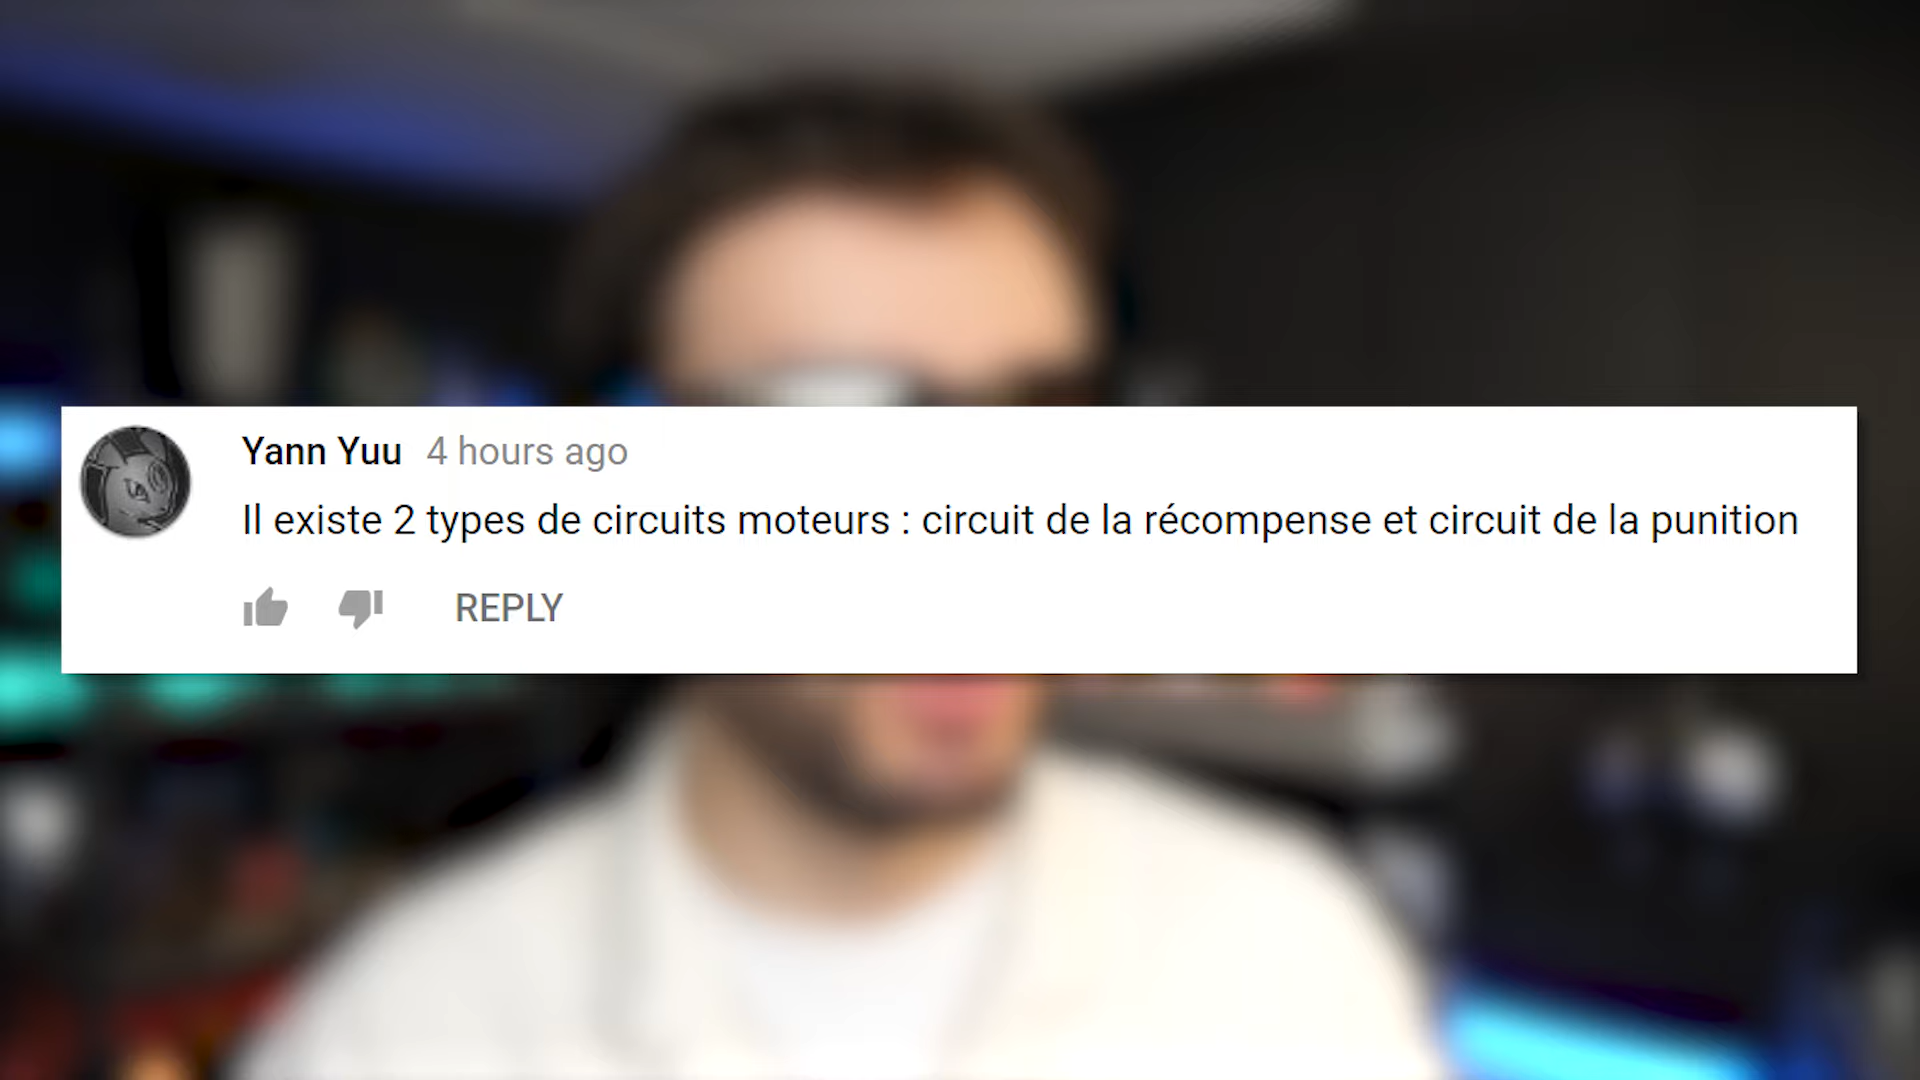 Yann Yuu 4 hours ago
Il existe 2 types de circuits moteurs : circuit de la récompense et circuit de la punition
REPLY